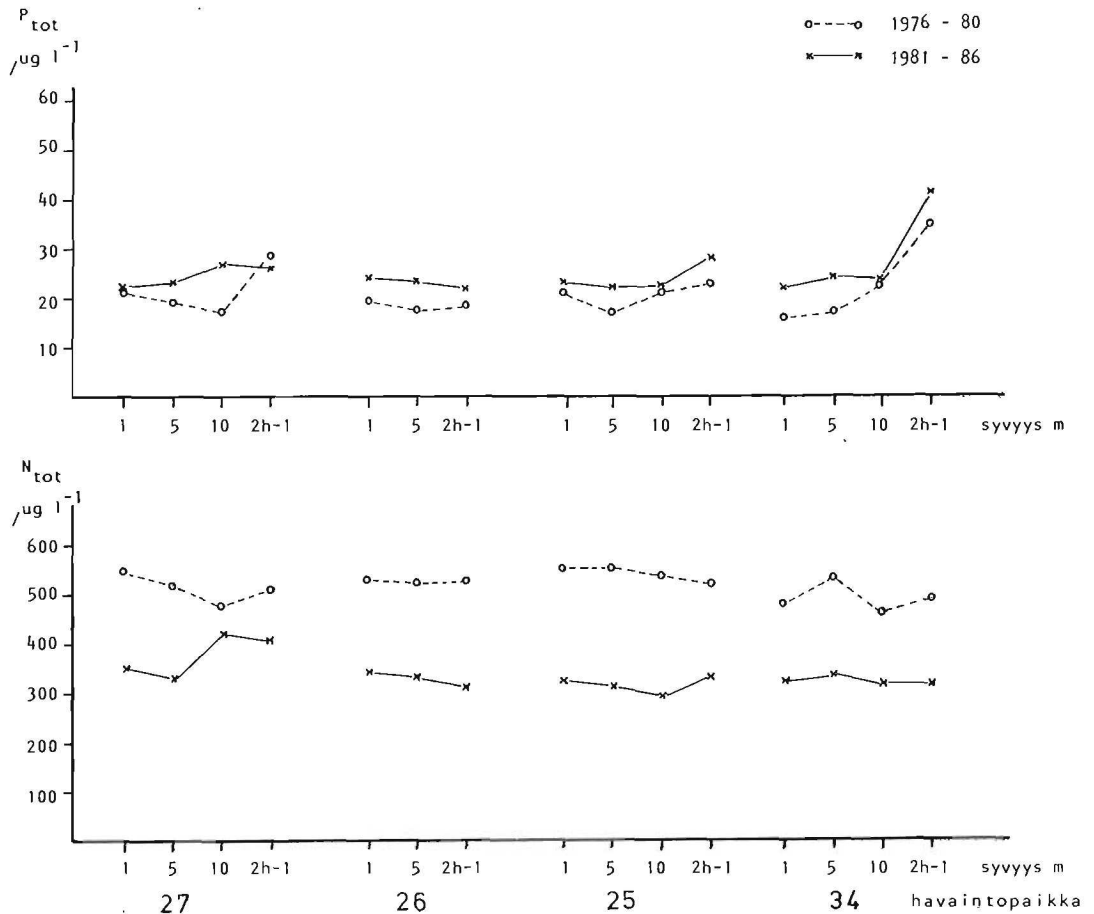 P tot
/ug l⁻¹
o----o 1976 - 80
x——x 1981 - 86
60
50
40
30
20
10
1 5 10 2h-1 1 5 2h-1 1 5 10 2h-1 1 5 10 2h-1 syvyys m
N tot
/ug l⁻¹
600
500
400
300
200
100
1 5 10 2h-1 1 5 2h-1 1 5 10 2h-1 1 5 10 2h-1 syvyys m
27 26 25 34 havaintopaikka